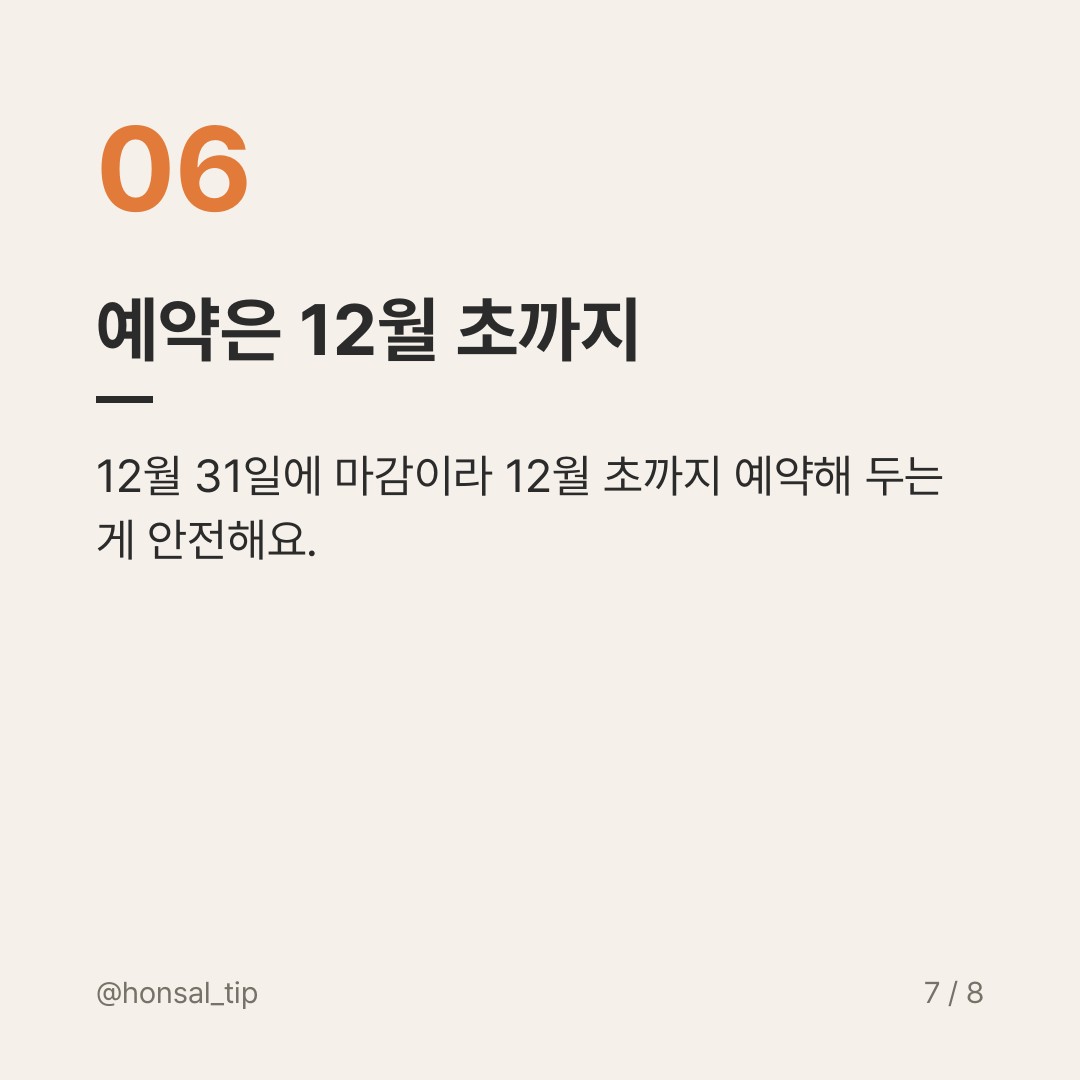 06
예약은 12월 초까지
12월 31일에 마감이라 12월 초까지 예약해 두는
게 안전해요.
@honsal_tip
7 / 8